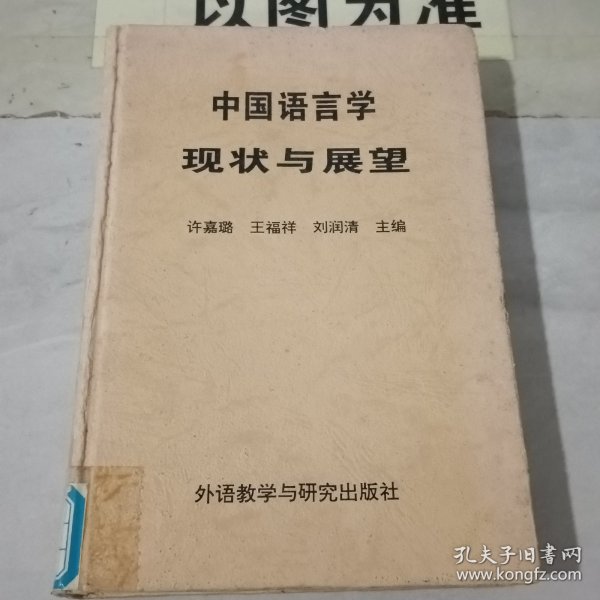 以图为准
中国语言学
现状与展望
许嘉璐 王福祥 刘润清 主编
外语教学与研究出版社
孔夫子旧书网
www.kongfz.com